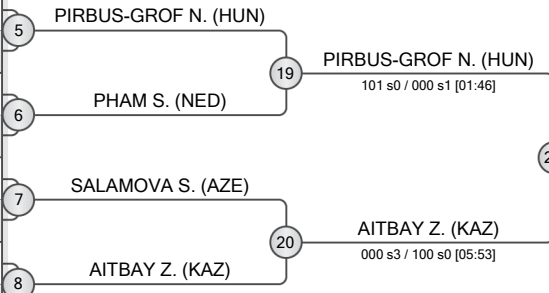 PIRBUS-GROF N. (HUN)
5
19
PIRBUS-GROF N. (HUN)
101 s0 / 000 s1 [01:46]
PHAM S. (NED)
6
2
SALAMOVA S. (AZE)
7
20
AITBAY Z. (KAZ)
000 s3 / 100 s0 [05:53]
AITBAY Z. (KAZ)
8